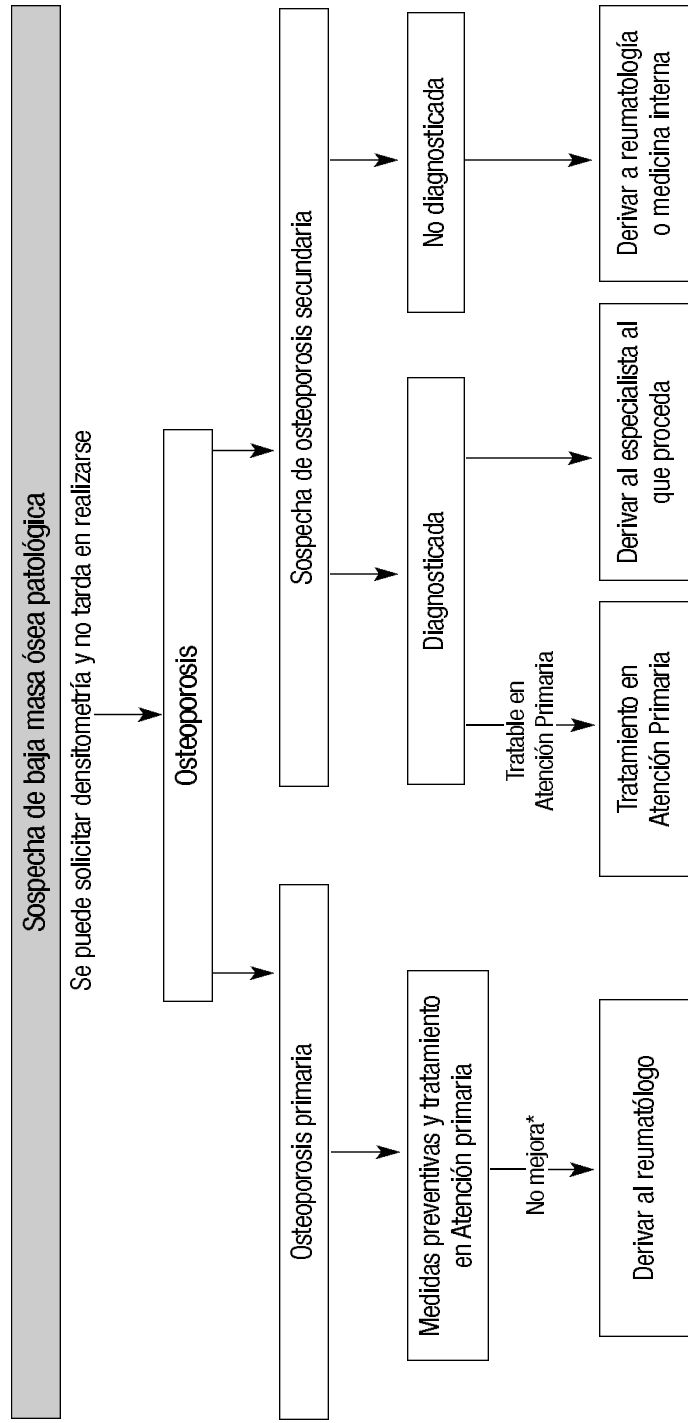 Sospecha de baja masa ósea patológica
Se puede solicitar densitometría y no tarda en realizarse
Osteoporosis
Osteoporosis primaria
Sospecha de osteoporosis secundaria
Medidas preventivas y tratamiento
en Atención primaria
Diagnosticada
No diagnosticada
No mejora*
Tratable en
Atención Primaria
Derivar al reumatólogo
Tratamiento en
Atención Primaria
Derivar al especialista al
que proceda
Derivar a reumatología
o medicina interna